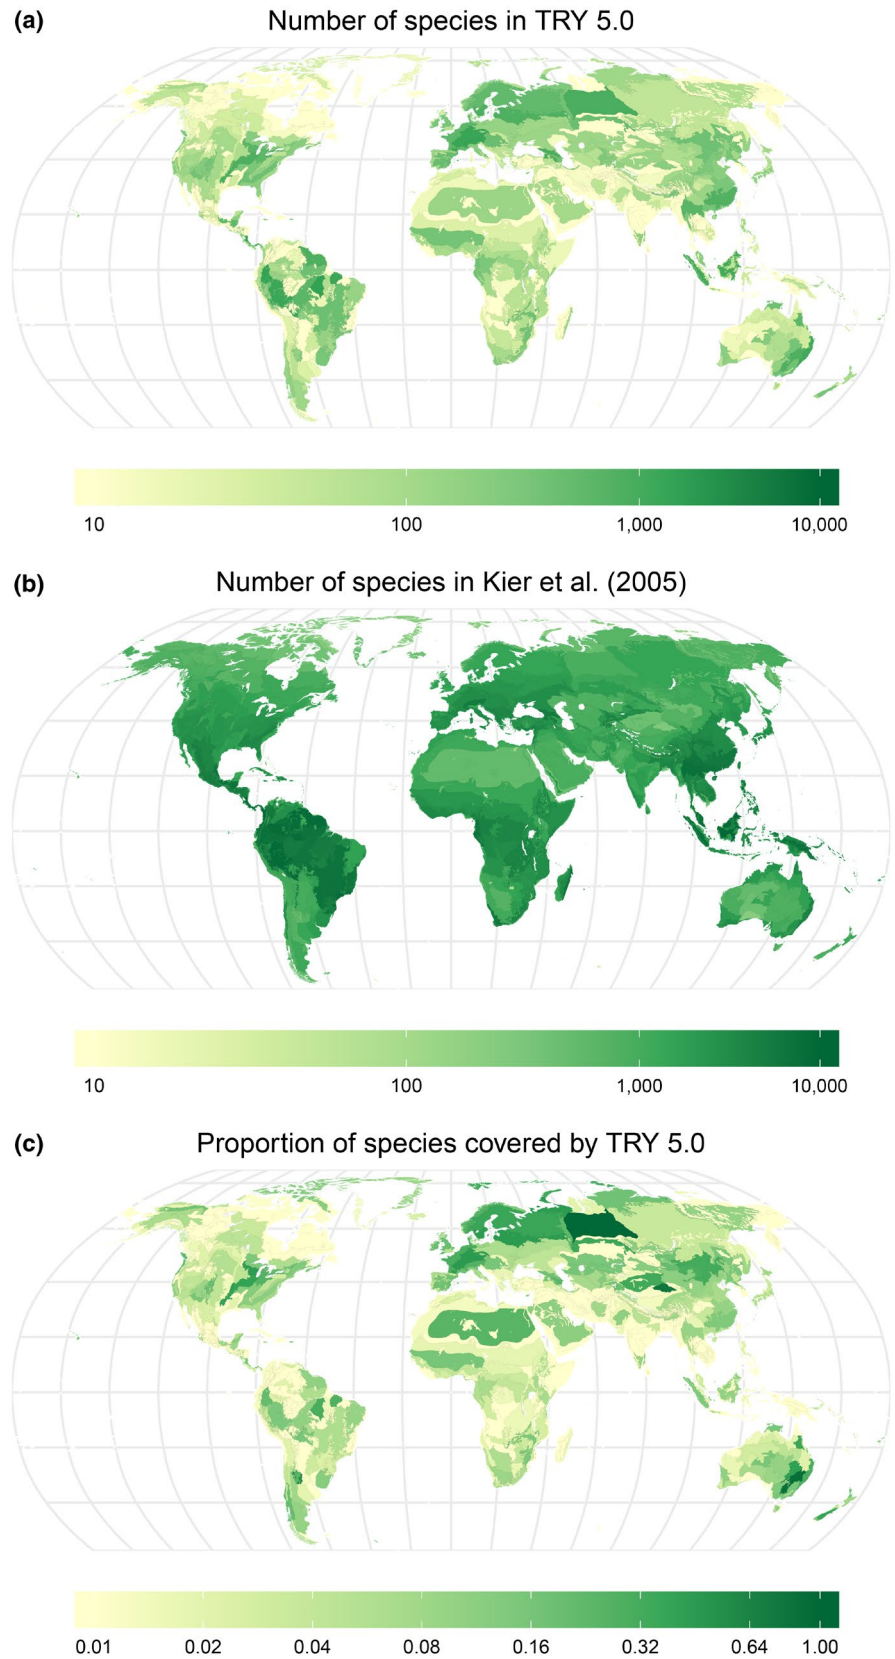 (a) Number of species in TRY 5.0
10 100 1,000 10,000
(b) Number of species in Kier et al. (2005)
10 100 1,000 10,000
(c) Proportion of species covered by TRY 5.0
0.01 0.02 0.04 0.08 0.16 0.32 0.64 1.00